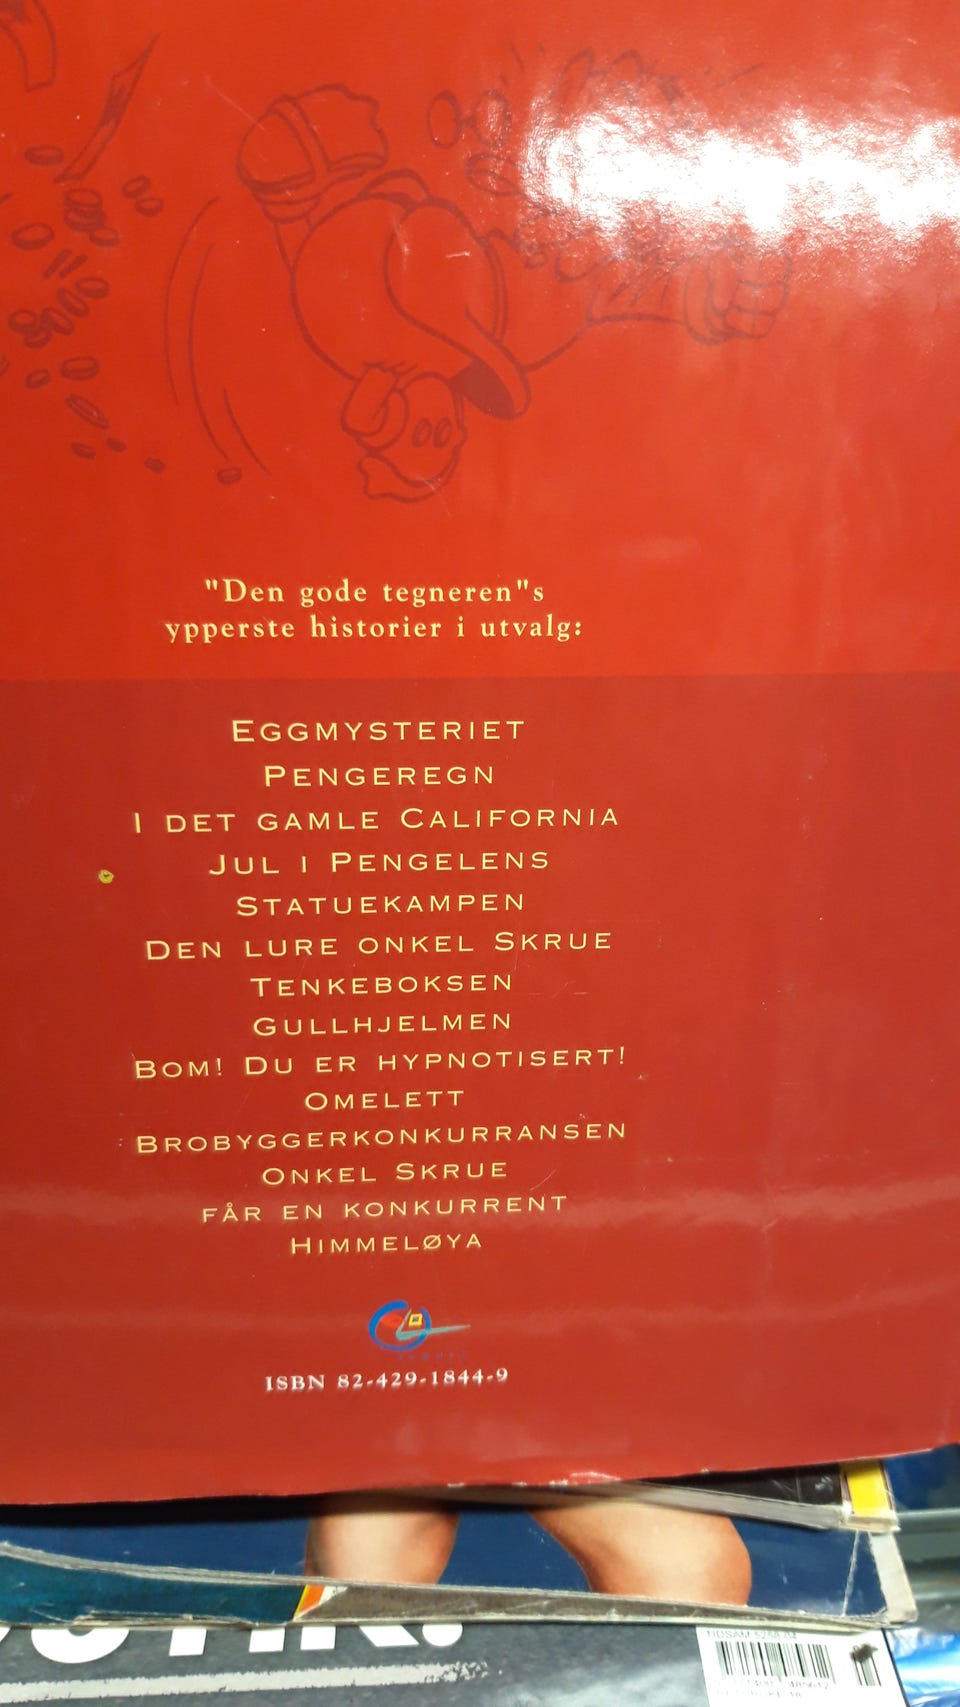 "Den gode tegneren"s
ypperste historier i utvalg:
EGGMYSTERIET
PENGEREGN
I DET GAMLE CALIFORNIA
JUL I PENGELENS
STATUEKAMPEN
DEN LURE ONKEL SKRUE
TENKEBOKSEN
GULLHJELMEN
BOM! DU ER HYPNOTISERT!
OMELETT
BROBYGGERKONKURRANSEN
ONKEL SKRUE
FÅR EN KONKURRENT
HIMMELØYA
ISBN 82-429-1844-9